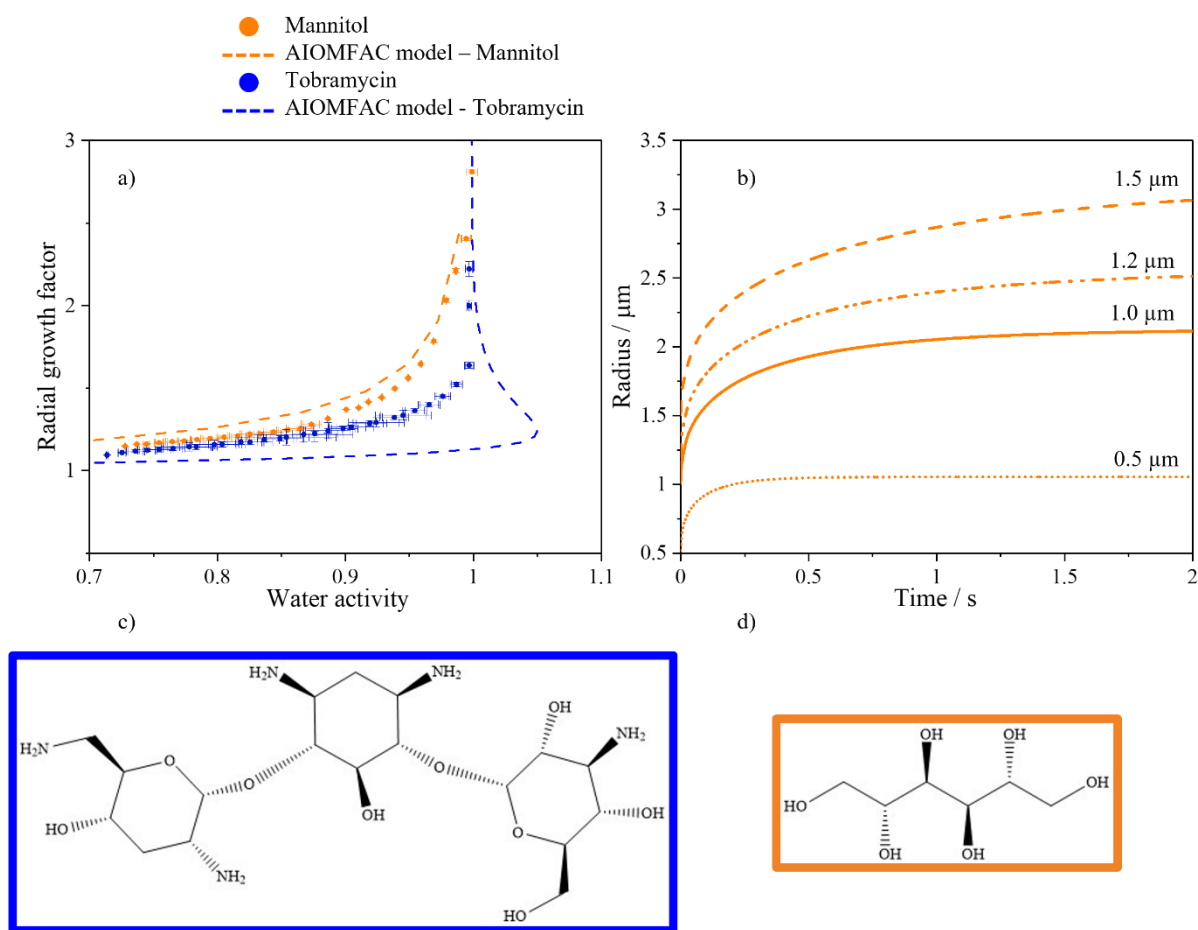 Mannitol
AIOMFAC model – Mannitol
Tobramycin
AIOMFAC model - Tobramycin
a)
Radial growth factor
3
2
1
0.7 0.8 0.9 1 1.1
Water activity
b)
Radius / µm
3.5
3
2.5
2
1.5
1
0.5
1.5 µm
1.2 µm
1.0 µm
0.5 µm
0 0.5 1 1.5 2
Time / s
c)
H₂N
NH₂
OH
H₂N
NH₂
O
O
O
OH
HO
O
OH
NH₂
HO
d)
OH
OH
OH
HO
OH
OH